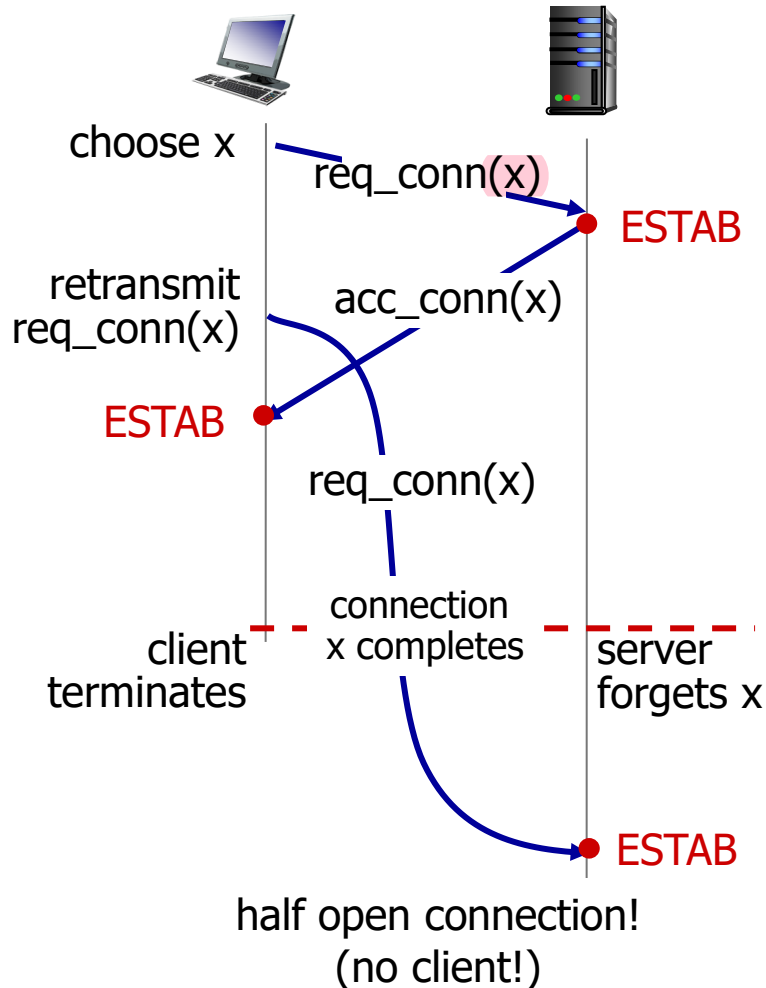 choose x
req_conn(x)
ESTAB
retransmit
req_conn(x)
acc_conn(x)
ESTAB
req_conn(x)
connection
x completes
client
terminates
server
forgets x
ESTAB
half open connection!
(no client!)